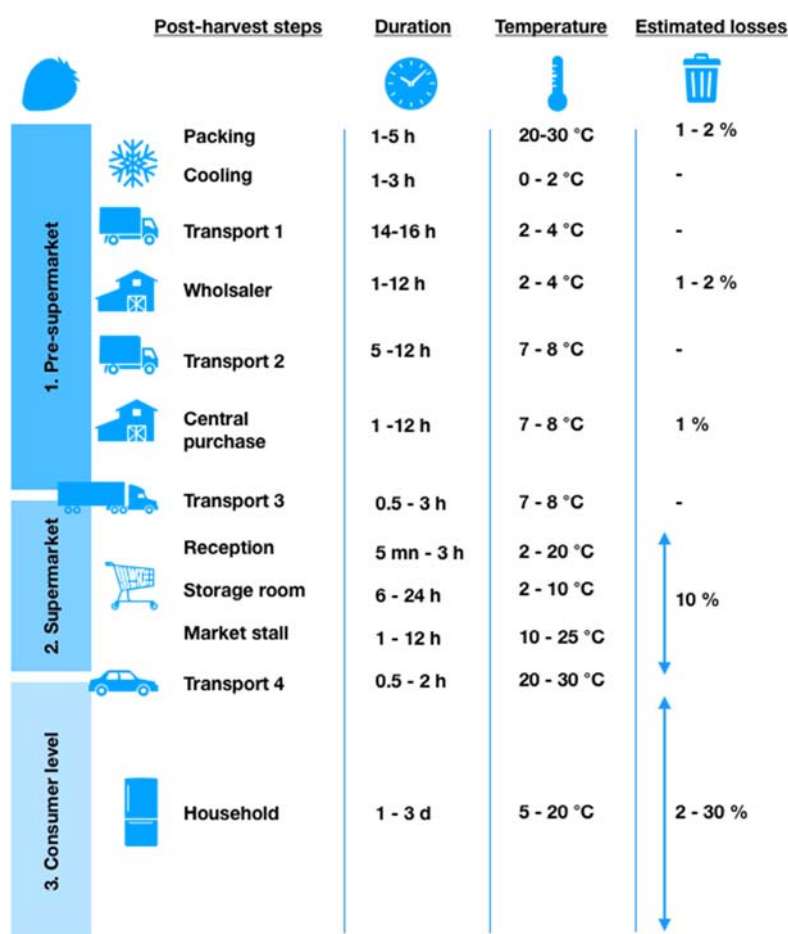 Post-harvest steps Duration Temperature Estimated losses
1. Pre-supermarket
Packing 1-5 h 20-30 °C 1 - 2 %
Cooling 1-3 h 0 - 2 °C -
Transport 1 14-16 h 2 - 4 °C -
Wholsaler 1-12 h 2 - 4 °C 1 - 2 %
Transport 2 5 -12 h 7 - 8 °C -
Central
purchase 1 -12 h 7 - 8 °C 1 %
Transport 3 0.5 - 3 h 7 - 8 °C -
2. Supermarket
Reception 5 mn - 3 h 2 - 20 °C
Storage room 6 - 24 h 2 - 10 °C 10 %
Market stall 1 - 12 h 10 - 25 °C
Transport 4 0.5 - 2 h 20 - 30 °C
3. Consumer level
Household 1 - 3 d 5 - 20 °C 2 - 30 %